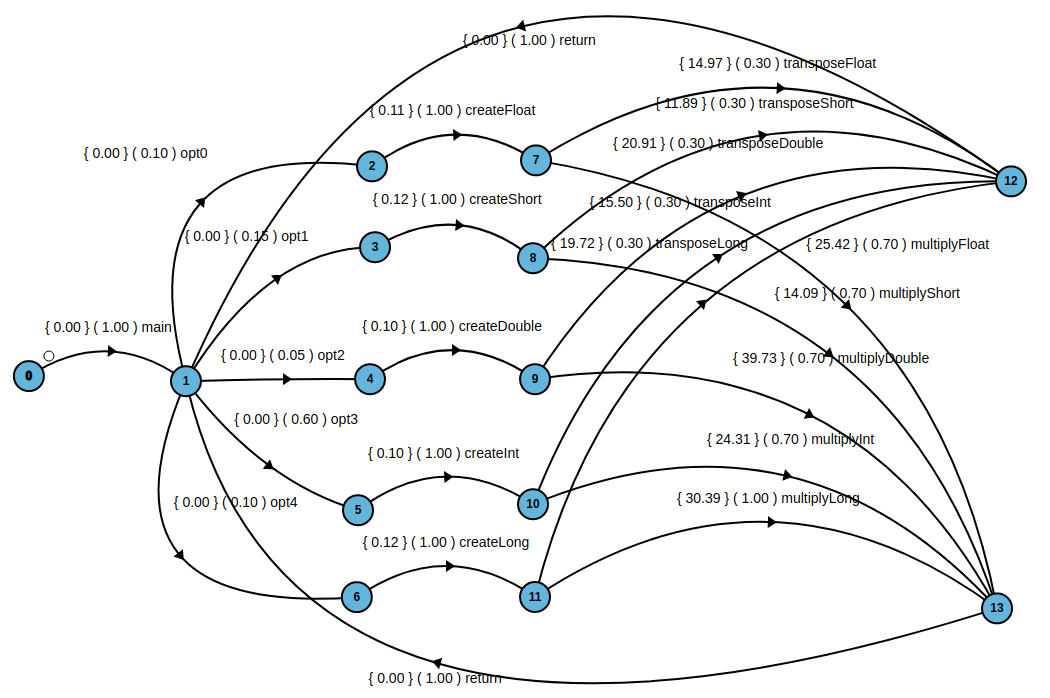 { 0.00 } ( 1.00 ) return
{ 14.97 } ( 0.30 ) transposeFloat
{ 11.89 } ( 0.30 ) transposeShort
{ 0.11 } ( 1.00 ) createFloat
{ 20.91 } ( 0.30 ) transposeDouble
{ 0.00 } ( 0.10 ) opt0
2
7
12
{ 0.12 } ( 1.00 ) createShort
{ 15.50 } ( 0.30 ) transposeInt
{ 0.00 } ( 0.15 ) opt1
3
8
{ 19.72 } ( 0.30 ) transposeLong
{ 25.42 } ( 0.70 ) multiplyFloat
{ 14.09 } ( 0.70 ) multiplyShort
{ 0.00 } ( 1.00 ) main
{ 0.10 } ( 1.00 ) createDouble
{ 0.00 } ( 0.05 ) opt2
{ 39.73 } ( 0.70 ) multiplyDouble
0
1
4
9
{ 0.00 } ( 0.60 ) opt3
{ 24.31 } ( 0.70 ) multiplyInt
{ 0.10 } ( 1.00 ) createInt
{ 0.00 } ( 0.10 ) opt4
{ 30.39 } ( 1.00 ) multiplyLong
5
10
{ 0.12 } ( 1.00 ) createLong
6
11
13
{ 0.00 } ( 1.00 ) return